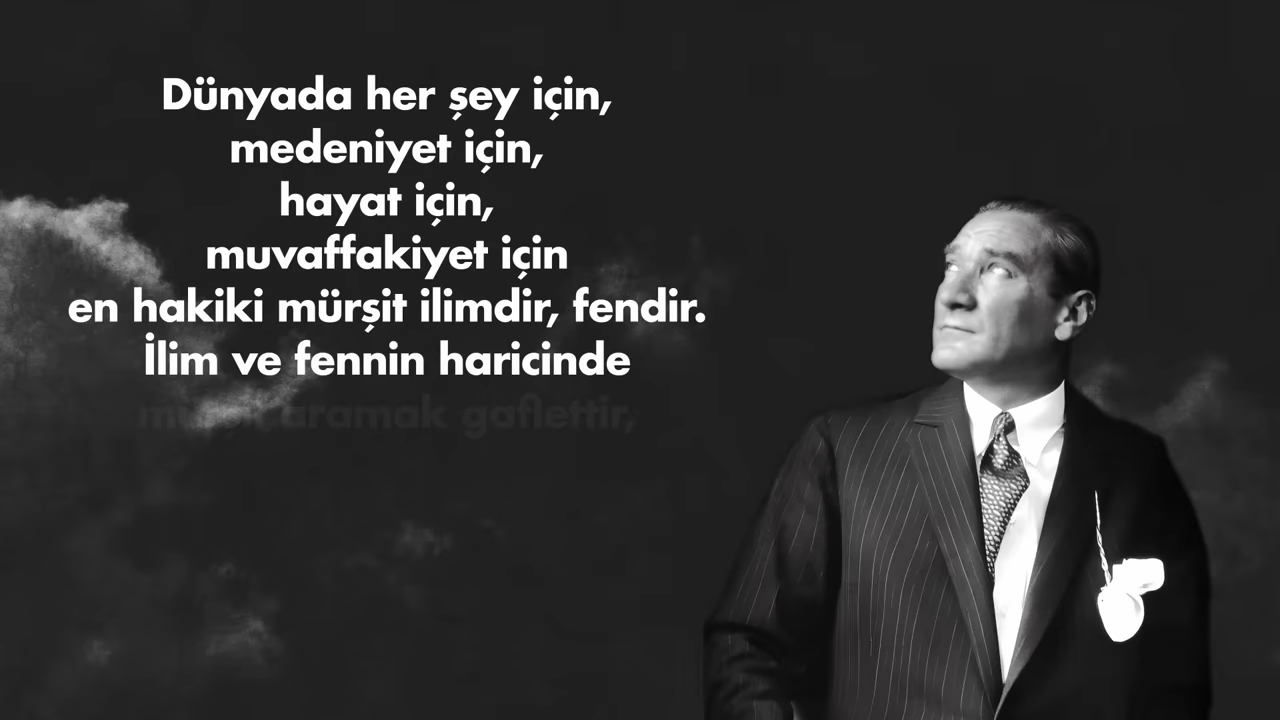 Dünyada her şey için,
medeniyet için,
hayat için,
muvaffakiyet için
en hakiki mürşit ilimdir, fendir.
İlim ve fennin haricinde
mürşit aramak gaflettir,